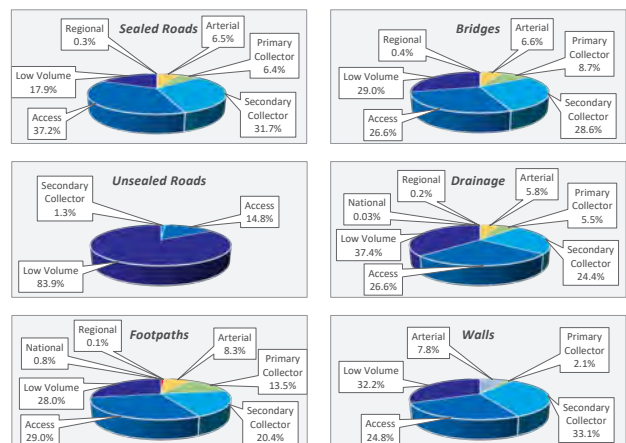 Sealed Roads
Regional
0.3%
Arterial
6.5%
Primary
Collector
6.4%
Low Volume
17.9%
Access
37.2%
Secondary
Collector
31.7%
Bridges
Regional
0.4%
Arterial
6.6%
Primary
Collector
8.7%
Low Volume
29.0%
Access
26.6%
Secondary
Collector
28.6%
Unsealed Roads
Secondary
Collector
1.3%
Access
14.8%
Low Volume
83.9%
Drainage
Regional
0.2%
Arterial
5.8%
National
0.03%
Primary
Collector
5.5%
Low Volume
37.4%
Access
26.6%
Secondary
Collector
24.4%
Footpaths
Regional
0.1%
Arterial
8.3%
National
0.8%
Primary
Collector
13.5%
Low Volume
28.0%
Access
29.0%
Secondary
Collector
20.4%
Walls
Arterial
7.8%
Primary
Collector
2.1%
Low Volume
32.2%
Access
24.8%
Secondary
Collector
33.1%